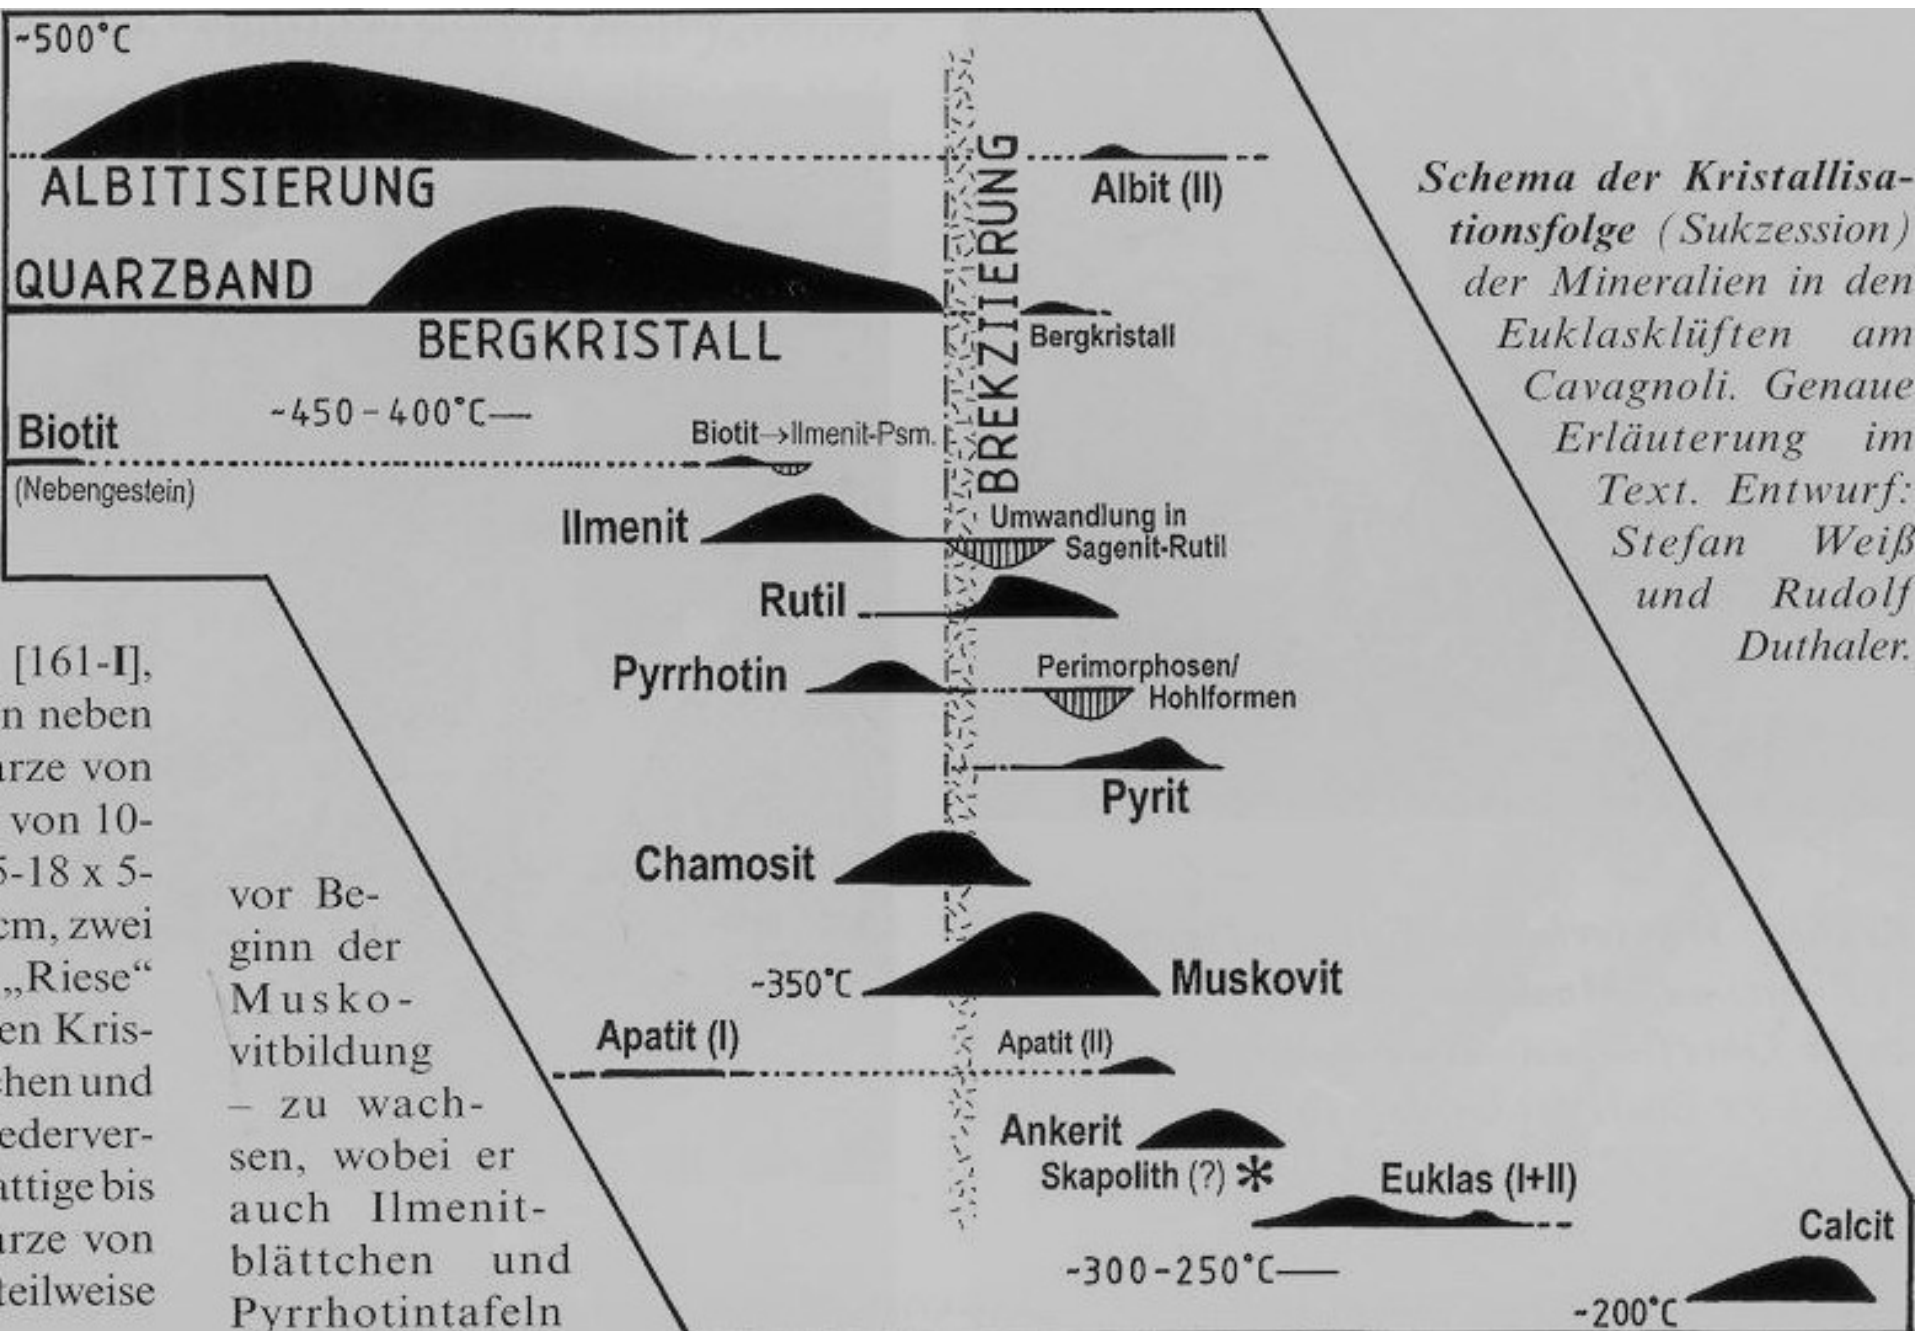 ~500°C
ALBITISIERUNG
Albit (II)
QUARZBAND
BERGKRISTALL
Bergkristall
BREKZIIERUNG
~450-400°C—
Biotit
(Nebengestein)
Biotit→Ilmenit-Psm.
Ilmenit
Umwandlung in
Sagenit-Rutil
Rutil
Pyrrhotin
Perimorphosen/
Hohlformen
Pyrit
Chamosit
~350°C
Muskovit
Apatit (I)
Apatit (II)
Ankerit
Skapolith (?) *
Euklas (I+II)
~300-250°C—
Calcit
~200°C
Schema der Kristallisa-
tionsfolge (Sukzession)
der Mineralien in den
Euklasklüften am
Cavagnoli. Genaue
Erläuterung im
Text. Entwurf:
Stefan Weiß
und Rudolf
Duthaler.
[161-I],
n neben
arze von
von 10-
5-18 x 5-
cm, zwei
„Riese“
en Kris-
chen und
iederver-
attige bis
arze von
teilweise
vor Be-
ginn der
Musko-
vitbildung
– zu wach-
sen, wobei er
auch Ilmenit-
blättchen und
Pyrrhotintafeln